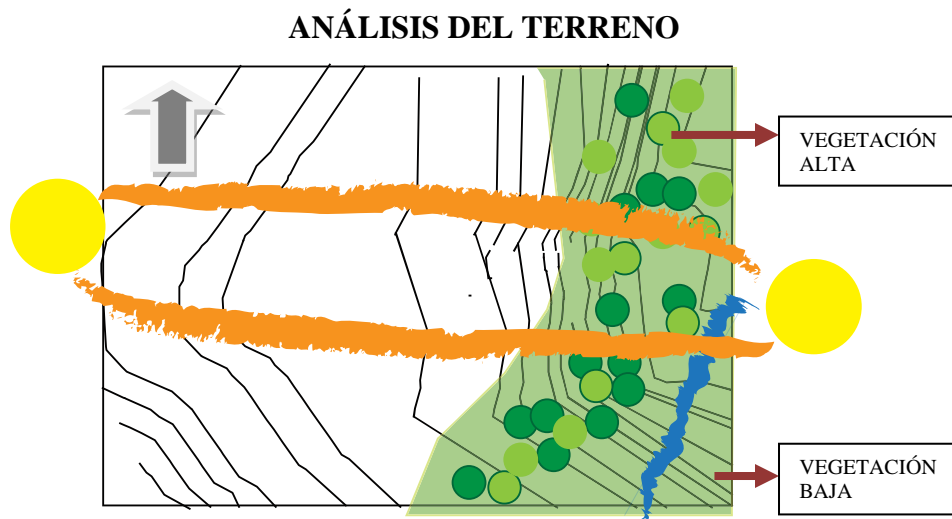 ANÁLISIS DEL TERRENO
VEGETACIÓN
ALTA
VEGETACIÓN
BAJA